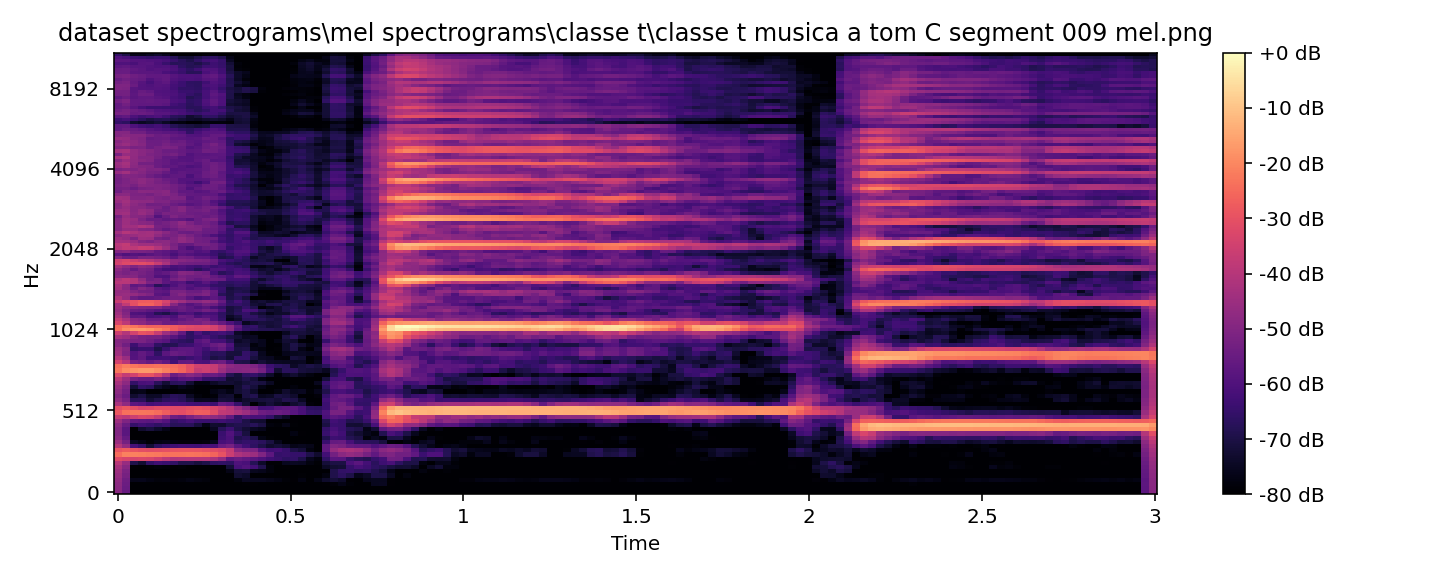 dataset spectrograms\mel spectrograms\classe t\classe t musica a tom C segment 009 mel.png
8192
4096
2048
1024
512
0
Hz
0
0.5
1
1.5
2
2.5
3
Time
+0 dB
-10 dB
-20 dB
-30 dB
-40 dB
-50 dB
-60 dB
-70 dB
-80 dB